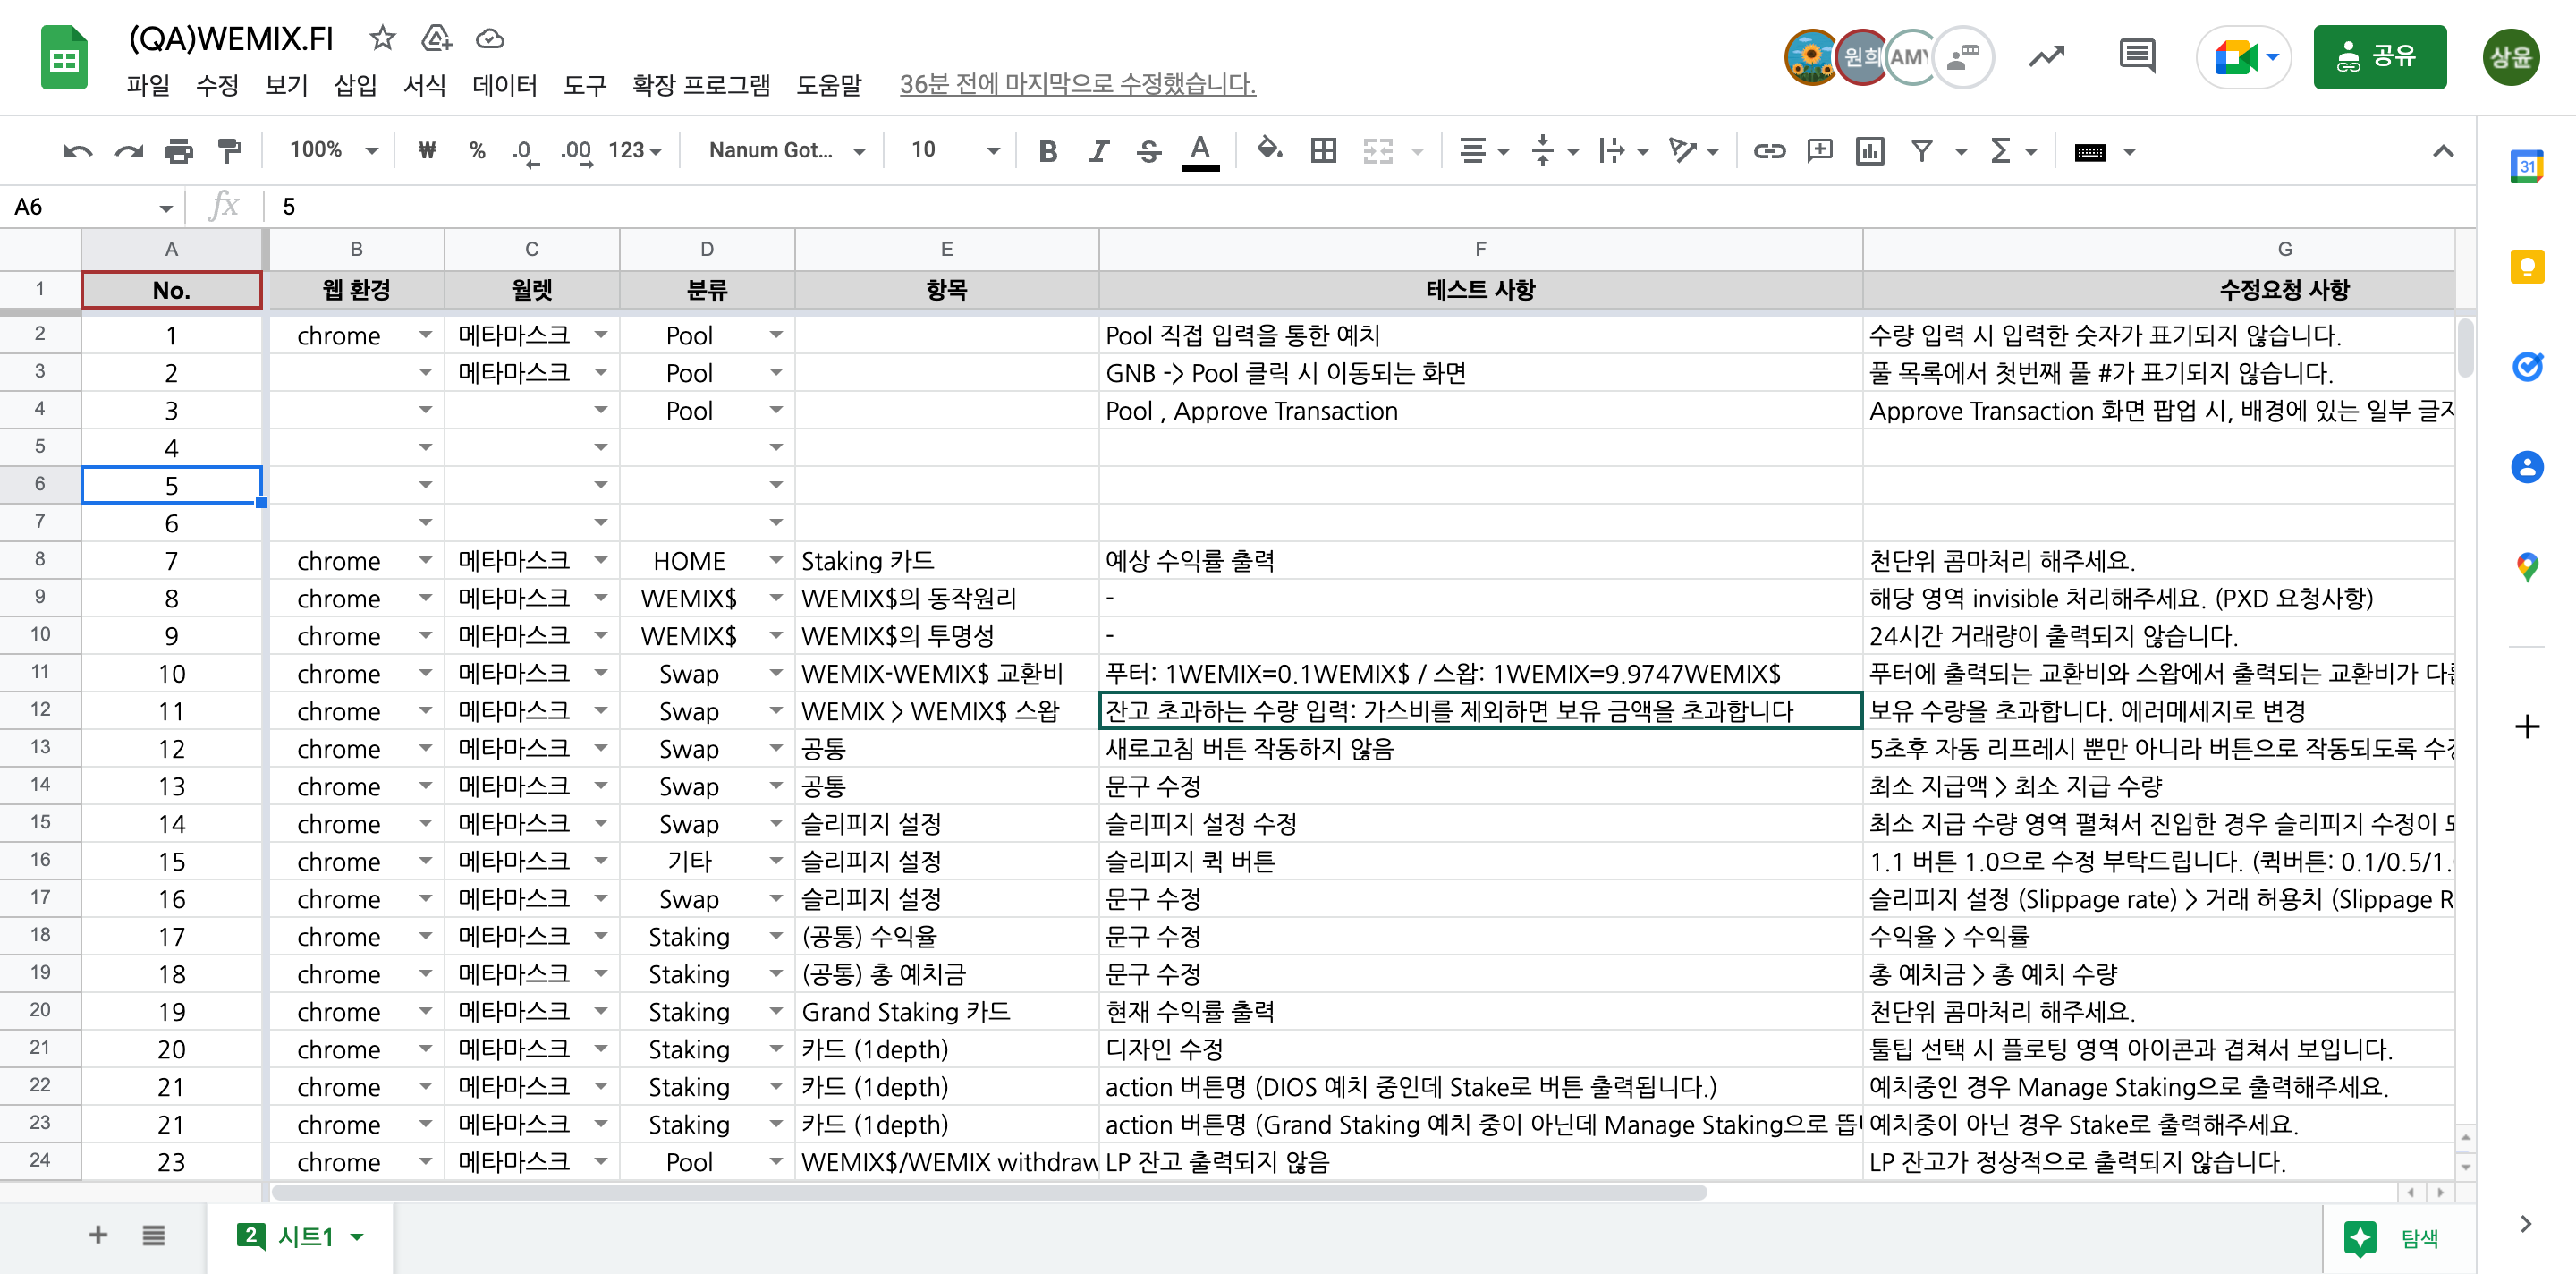 (QA)WEMIX.FI
파일 수정 보기 삽입 서식 데이터 도구 확장 프로그램 도움말 36분 전에 마지막으로 수정했습니다.
원희 AMY 공유 상윤
100% ₩ % .0 .00 123 Nanum Got... 10 B I S A
31
A6 fx 5
A B C D E F G
1 No. 웹 환경 월렛 분류 항목 테스트 사항 수정요청 사항
2 1 chrome 메타마스크 Pool Pool 직접 입력을 통한 예치 수량 입력 시 입력한 숫자가 표기되지 않습니다.
3 2 메타마스크 Pool GNB -> Pool 클릭 시 이동되는 화면 풀 목록에서 첫번째 풀 #가 표기되지 않습니다.
4 3 Pool Pool , Approve Transaction Approve Transaction 화면 팝업 시, 배경에 있는 일부 글자
5 4
6 5
7 6
8 7 chrome 메타마스크 HOME Staking 카드 예상 수익률 출력 천단위 콤마처리 해주세요.
9 8 chrome 메타마스크 WEMIX$ WEMIX$의 동작원리 - 해당 영역 invisible 처리해주세요. (PXD 요청사항)
10 9 chrome 메타마스크 WEMIX$ WEMIX$의 투명성 - 24시간 거래량이 출력되지 않습니다.
11 10 chrome 메타마스크 Swap WEMIX-WEMIX$ 교환비 푸터: 1WEMIX=0.1WEMIX$ / 스왑: 1WEMIX=9.9747WEMIX$ 푸터에 출력되는 교환비와 스왑에서 출력되는 교환비가
12 11 chrome 메타마스크 Swap WEMIX > WEMIX$ 스왑 잔고 초과하는 수량 입력: 가스비를 제외하면 보유 금액을 초과합니다 보유 수량을 초과합니다. 에러메세지로 변경
13 12 chrome 메타마스크 Swap 공통 새로고침 버튼 작동하지 않음 5초후 자동 리프레시 뿐만 아니라 버튼으로 작동되도록
14 13 chrome 메타마스크 Swap 공통 문구 수정 최소 지급액 > 최소 지급 수량
15 14 chrome 메타마스크 Swap 슬리피지 설정 슬리피지 설정 수정 최소 지급 수량 영역 펼쳐서 진입한 경우 슬리피지 수정이
16 15 chrome 메타마스크 기타 슬리피지 설정 슬리피지 퀵 버튼 1.1 버튼 1.0으로 수정 부탁드립니다. (퀵버튼: 0.1/0.5/1.
17 16 chrome 메타마스크 Swap 슬리피지 설정 문구 수정 슬리피지 설정 (Slippage rate) > 거래 허용치 (Slippage R
18 17 chrome 메타마스크 Staking (공통) 수익율 문구 수정 수익율 > 수익률
19 18 chrome 메타마스크 Staking (공통) 총 예치금 문구 수정 총 예치금 > 총 예치 수량
20 19 chrome 메타마스크 Staking Grand Staking 카드 현재 수익률 출력 천단위 콤마처리 해주세요.
21 20 chrome 메타마스크 Staking 카드 (1depth) 디자인 수정 툴팁 선택 시 플로팅 영역 아이콘과 겹쳐서 보입니다.
22 21 chrome 메타마스크 Staking 카드 (1depth) action 버튼명 (DIOS 예치 중인데 Stake로 버튼 출력됩니다.) 예치중인 경우 Manage Staking으로 출력해주세요.
23 21 chrome 메타마스크 Staking 카드 (1depth) action 버튼명 (Grand Staking 예치 중이 아닌데 Manage Staking으로 예치중이 아닌 경우 Stake로 출력해주세요.
24 23 chrome 메타마스크 Pool WEMIX$/WEMIX withdraw LP 잔고 출력되지 않음 LP 잔고가 정상적으로 출력되지 않습니다.
2 시트1 탐색